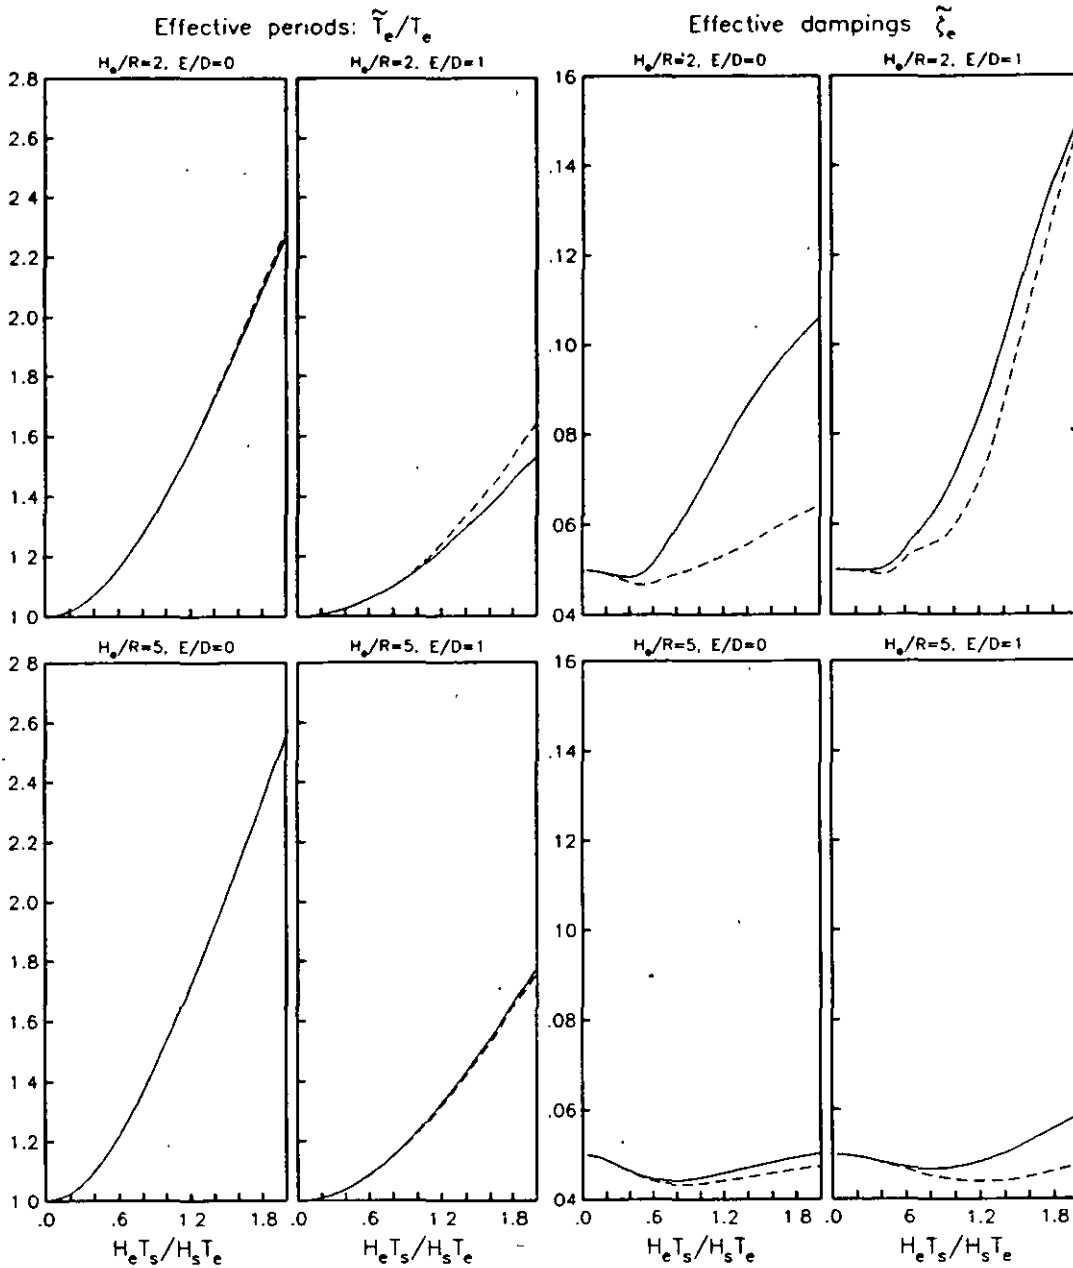 Effective periods: T̃e/Te
Effective dampings ζ̃e
He/R=2, E/D=0
He/R=2, E/D=1
He/R=2, E/D=0
He/R=2, E/D=1
2.8
2.6
2.4
2.2
2.0
1.8
1.6
1.4
1 2
1 0
16
.14
.12
.10
08
06
04
He/R=5, E/D=0
He/R=5, E/D=1
He/R=5, E/D=0
He/R=5, E/D=1
2.8
2.6
2.4
2.2
2.0
1.8
1.6
1.4
1 2
1 0
16
.14
.12
.10
.08
.06
04
.0 .6 1.2 1.8
.0 .6 1.2 1.8
.0 .6 1.2 1.8
.0 6 1.2 1.8
HeTs/HsTe
HeTs/HsTe
HeTs/HsTe
HeTs/HsTe